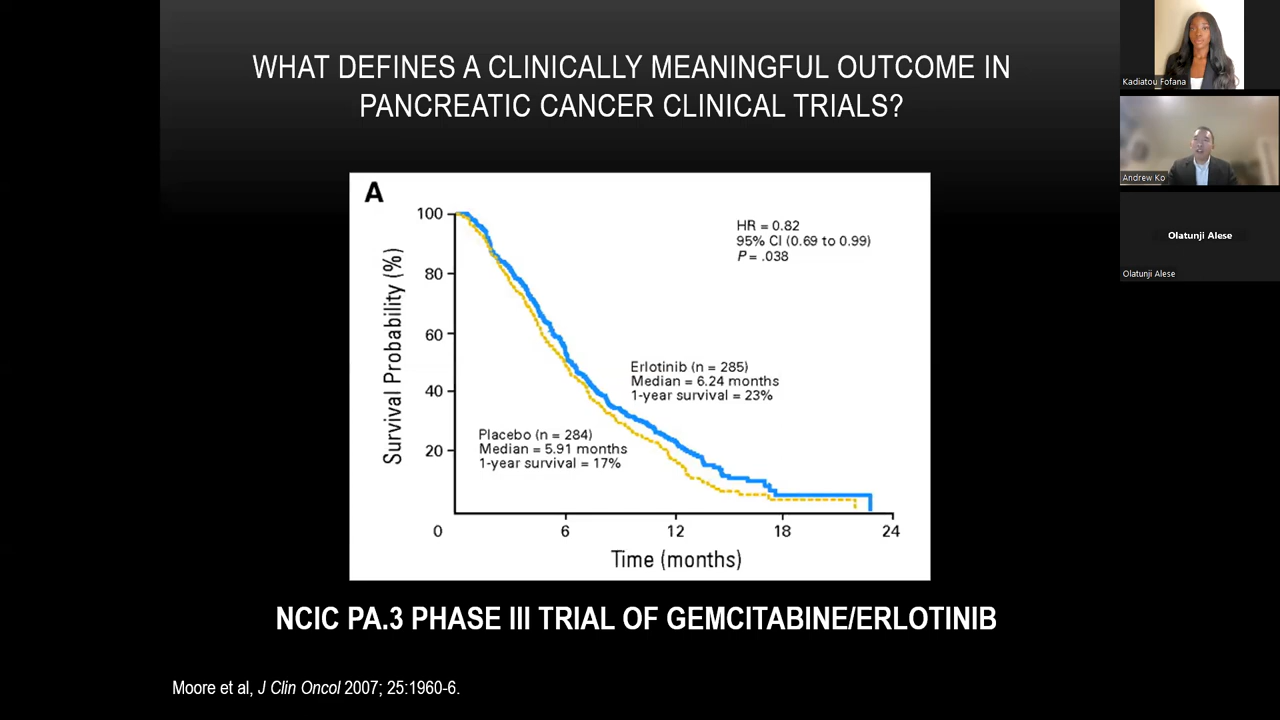 WHAT DEFINES A CLINICALLY MEANINGFUL OUTCOME IN
PANCREATIC CANCER CLINICAL TRIALS?
A
100
80
60
40
20
0
6
12
18
24
Survival Probability (%)
Time (months)
HR = 0.82
95% CI (0.69 to 0.99)
P = .038
Erlotinib (n = 285)
Median = 6.24 months
1-year survival = 23%
Placebo (n = 284)
Median = 5.91 months
1-year survival = 17%
NCIC PA.3 PHASE III TRIAL OF GEMCITABINE/ERLOTINIB
Moore et al, J Clin Oncol 2007; 25:1960-6.
Kadiatou Fofana
Andrew Ko
Olatunji Alese
Olatunji Alese